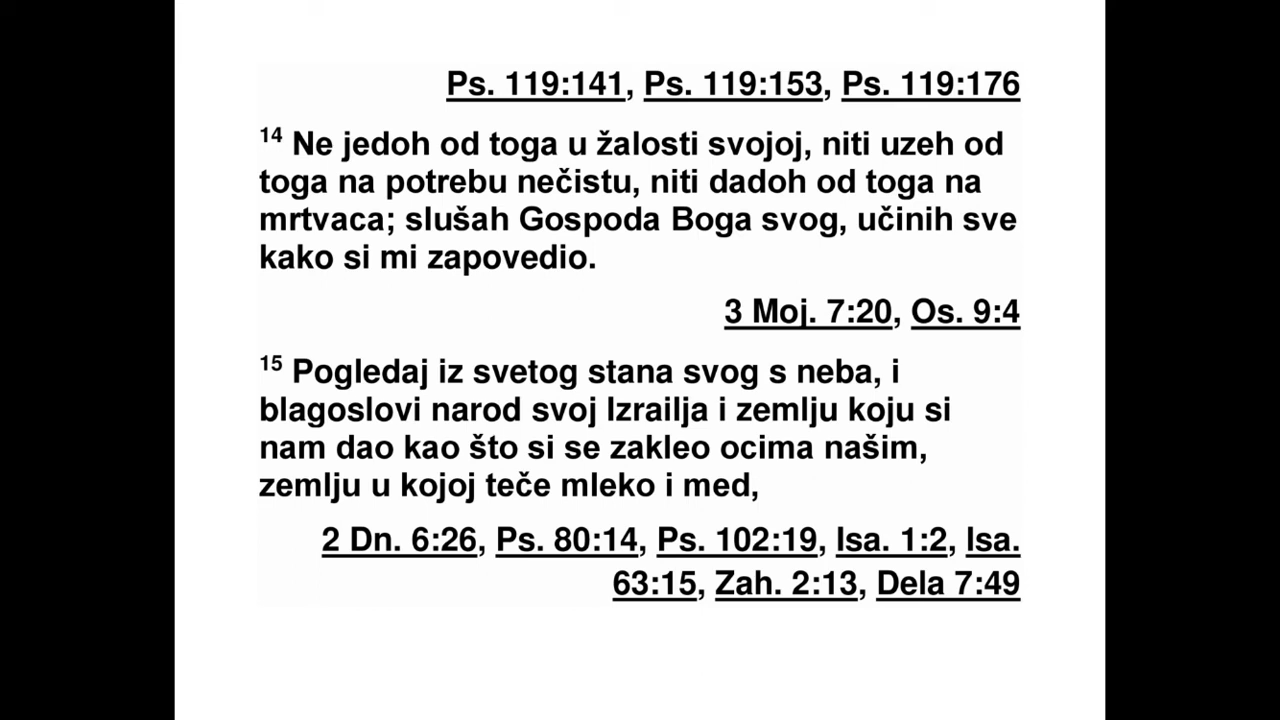 Ps. 119:141, Ps. 119:153, Ps. 119:176
14 Ne jedoh od toga u žalosti svojoj, niti uzeh od
toga na potrebu nečistu, niti dadoh od toga na
mrtvaca; slušah Gospoda Boga svog, učinih sve
kako si mi zapovedio.
3 Moj. 7:20, Os. 9:4
15 Pogledaj iz svetog stana svog s neba, i
blagoslovi narod svoj Izrailja i zemlju koju si
nam dao kao što si se zakleo ocima našim,
zemlju u kojoj teče mleko i med,
2 Dn. 6:26, Ps. 80:14, Ps. 102:19, Isa. 1:2, Isa.
63:15, Zah. 2:13, Dela 7:49